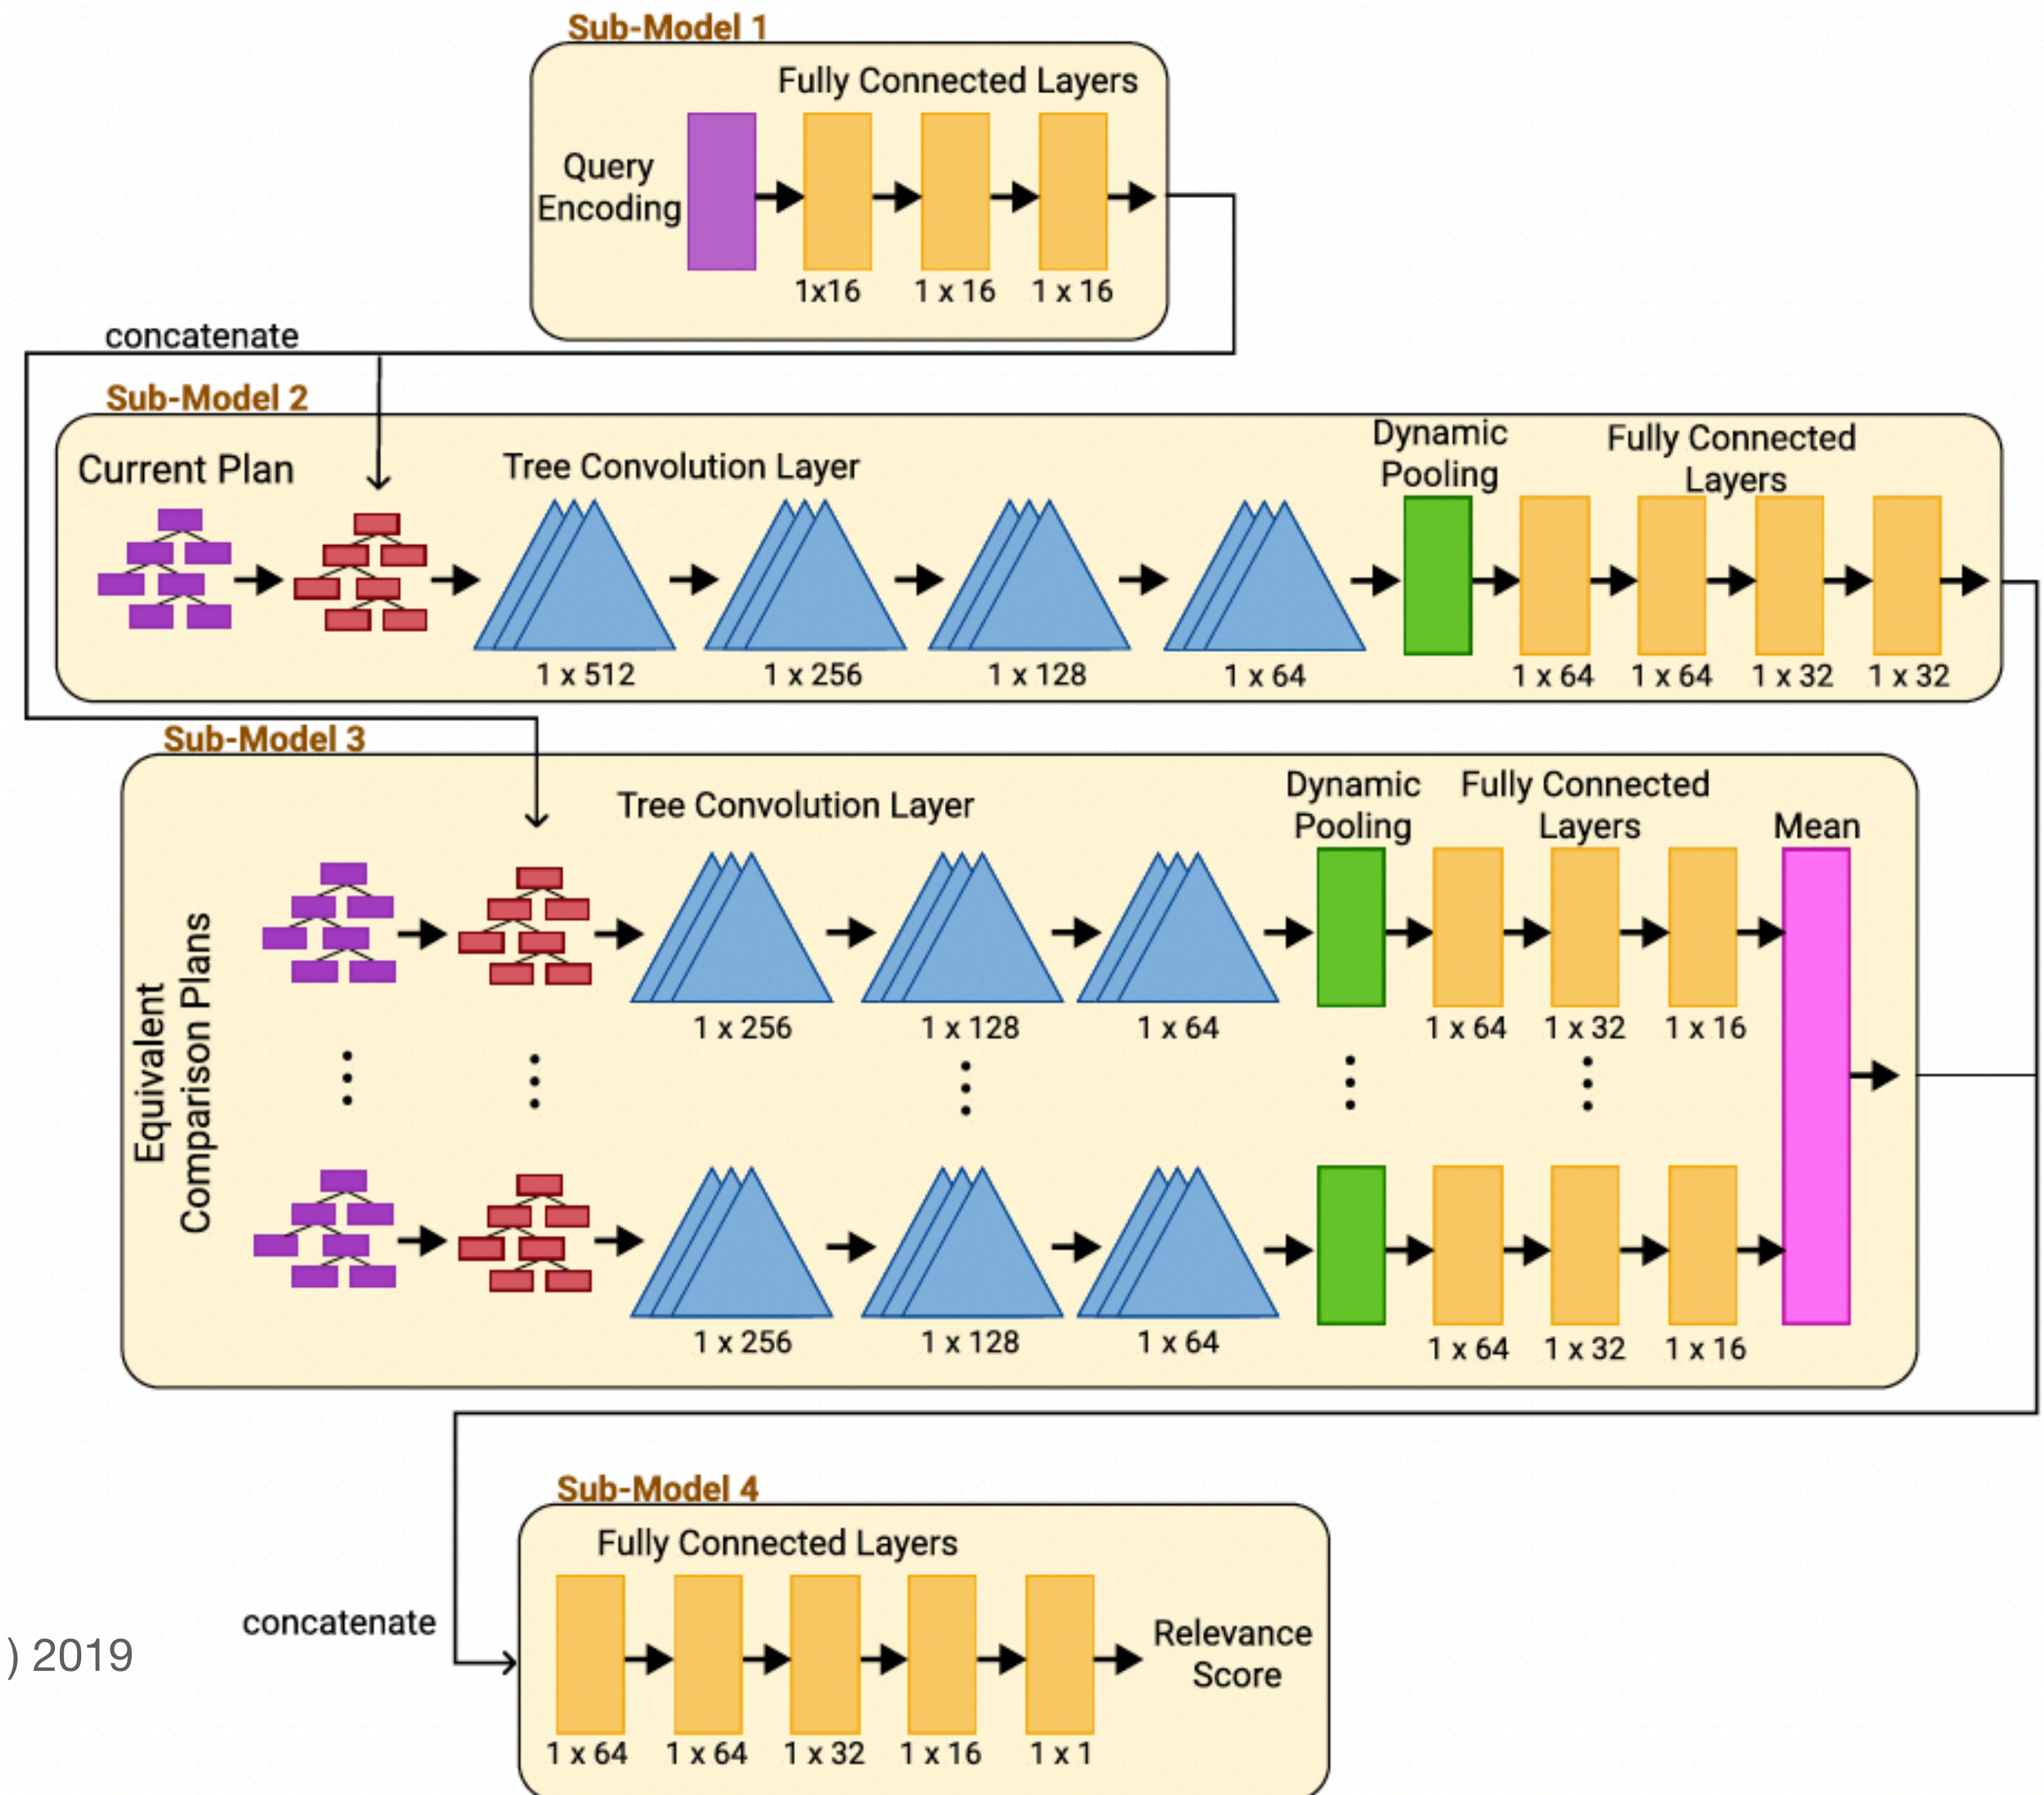 Sub-Model 1
Fully Connected Layers
Query
Encoding
1x16
1 x 16
1 x 16
concatenate
Sub-Model 2
Current Plan
Tree Convolution Layer
Dynamic
Pooling
Fully Connected
Layers
1 x 512
1 x 256
1 x 128
1 x 64
1 x 64
1 x 64
1 x 32
1 x 32
Sub-Model 3
Equivalent
Comparison Plans
Tree Convolution Layer
Dynamic
Pooling
Fully Connected
Layers
Mean
1 x 256
1 x 128
1 x 64
1 x 64
1 x 32
1 x 16
1 x 256
1 x 128
1 x 64
1 x 64
1 x 32
1 x 16
Sub-Model 4
Fully Connected Layers
concatenate
Relevance
Score
1 x 64
1 x 64
1 x 32
1 x 16
1 x 1
) 2019